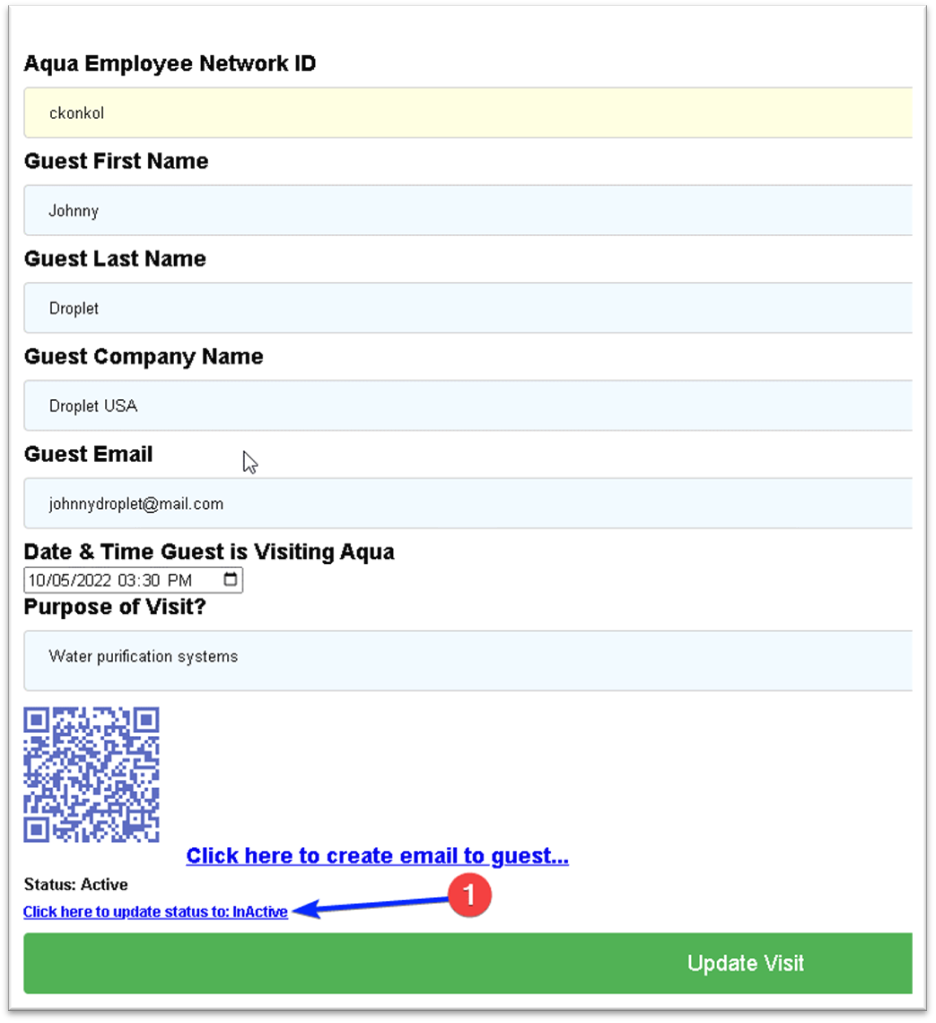 Aqua Employee Network ID
ckonkol
Guest First Name
Johnny
Guest Last Name
Droplet
Guest Company Name
Droplet USA
Guest Email
johnnydroplet@mail.com
Date & Time Guest is Visiting Aqua
10/05/2022 03:30 PM
Purpose of Visit?
Water purification systems
Click here to create email to guest...
Status: Active
Click here to update status to: InActive
1
Update Visit